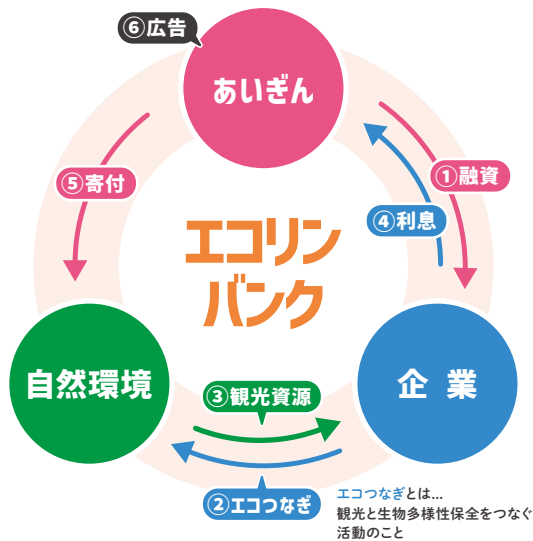 ⑥広告
あいぎん
⑤寄付
①融資
④利息
エコリン
バンク
自然環境
企業
③観光資源
②エコつなぎ
エコつなぎとは...
観光と生物多様性保全をつなぐ
活動のこと